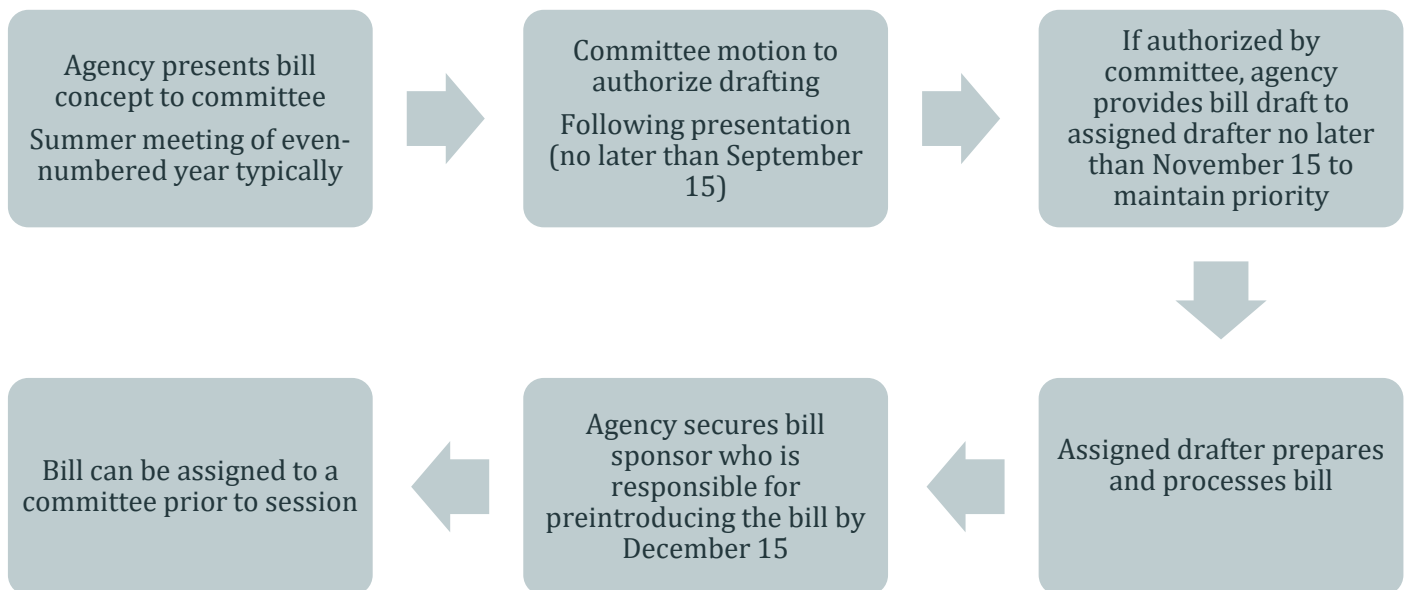 Agency presents bill
concept to committee
Summer meeting of even-
numbered year typically
Committee motion to
authorize drafting
Following presentation
(no later than September
15)
If authorized by
committee, agency
provides bill draft to
assigned drafter no later
than November 15 to
maintain priority
Assigned drafter prepares
and processes bill
Agency secures bill
sponsor who is
responsible for
preintroducing the bill by
December 15
Bill can be assigned to a
committee prior to session